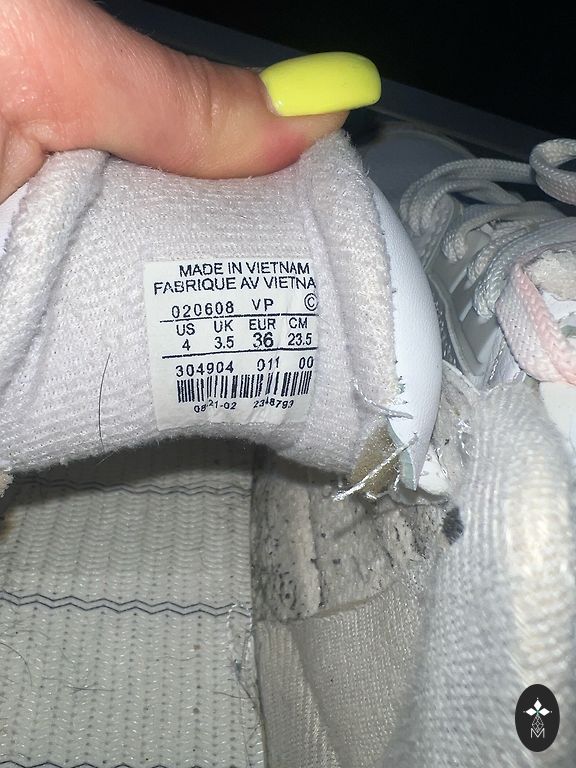 MADE IN VIETNAM
FABRIQUE AV VIETNA
020608 VP ©
US UK EUR CM
4 3.5 36 23.5
304904 011 00
08-21-02
M